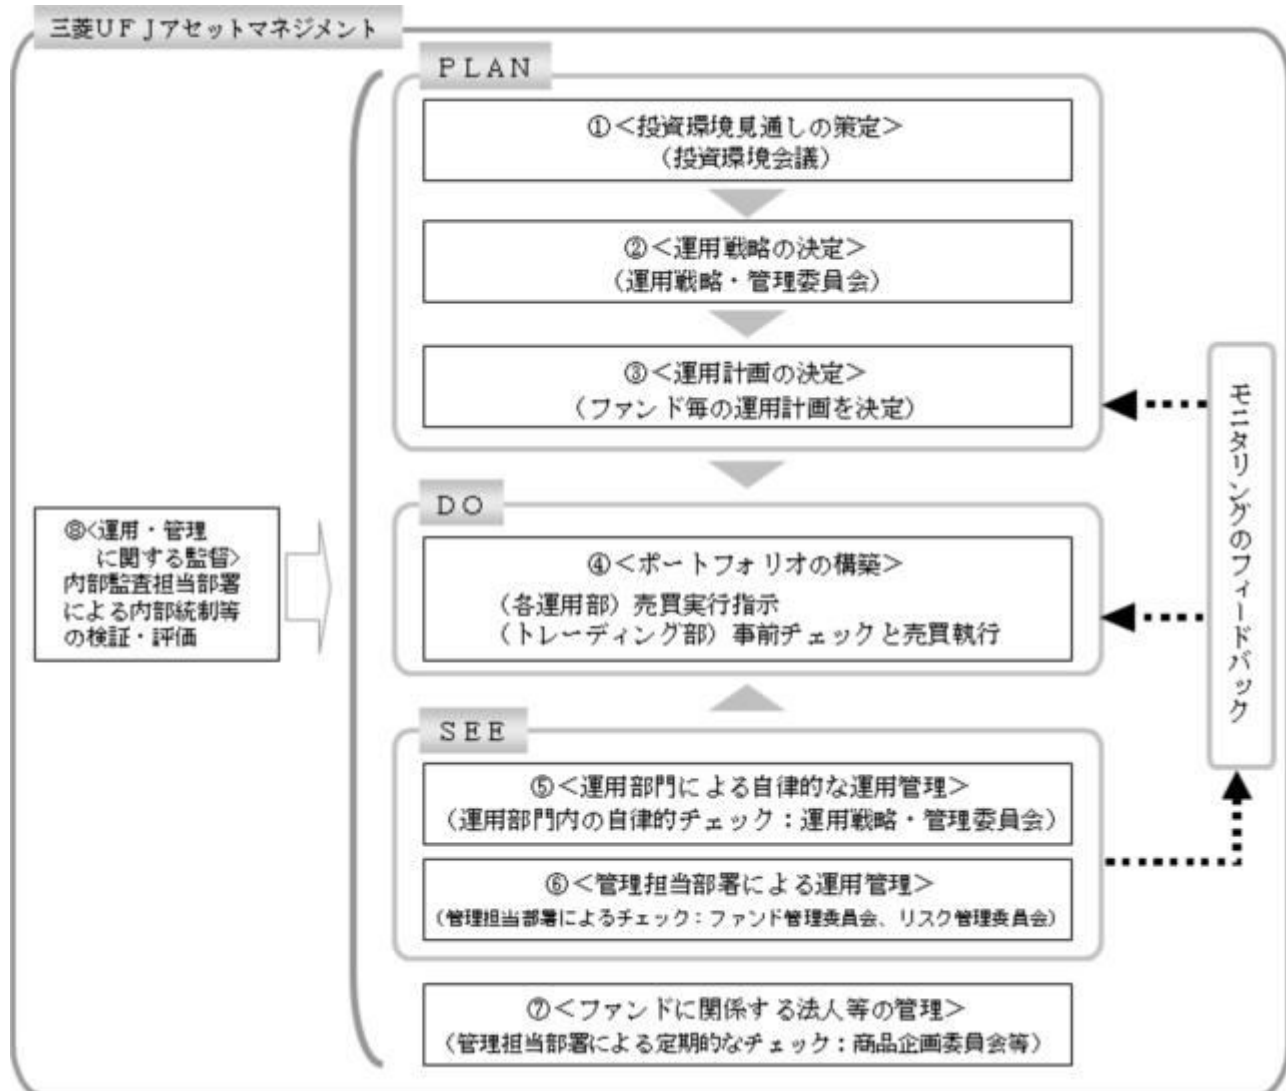 三菱UFJアセットマネジメント
PLAN
①＜投資環境見通しの策定＞
（投資環境会議）
②＜運用戦略の決定＞
（運用戦略・管理委員会）
③＜運用計画の決定＞
（ファンド毎の運用計画を決定）
DO
④＜ポートフォリオの構築＞
（各運用部）売買実行指示
（トレーディング部）事前チェックと売買執行
SEE
⑤＜運用部門による自律的な運用管理＞
（運用部門内の自律的チェック：運用戦略・管理委員会）
⑥＜管理担当部署による運用管理＞
（管理担当部署によるチェック：ファンド管理委員会、リスク管理委員会）
⑦＜ファンドに関係する法人等の管理＞
（管理担当部署による定期的なチェック：商品企画委員会等）
⑧＜運用・管理
に関する監督＞
内部監査担当部署
による内部統制等
の検証・評価
モニタリングのフィードバック